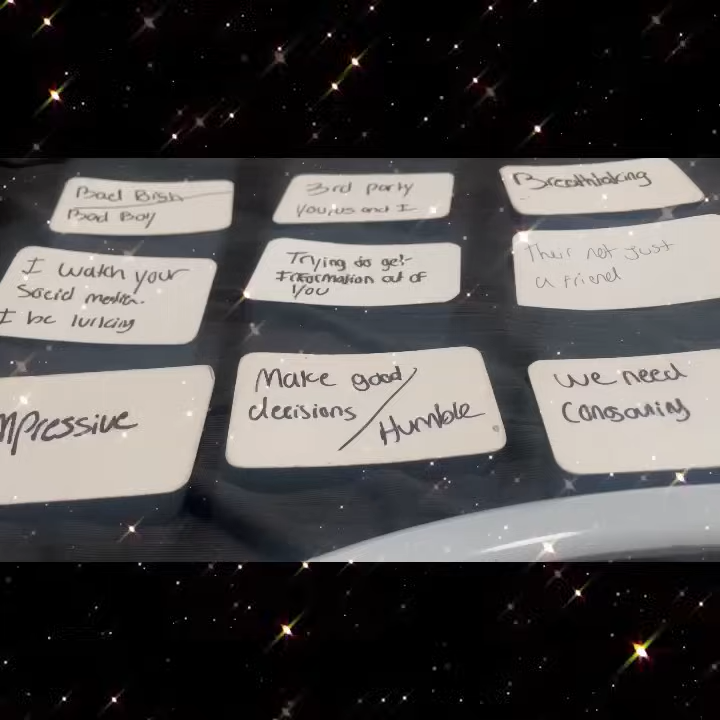 Bad Bish
Bad Boy
3rd party
You, us and I
Breathtaking
I watch your
Social media.
I be lurking
Trying to get
Information out of
You
Their not just
a friend
mpressive
Make good
decisions / Humble
We need